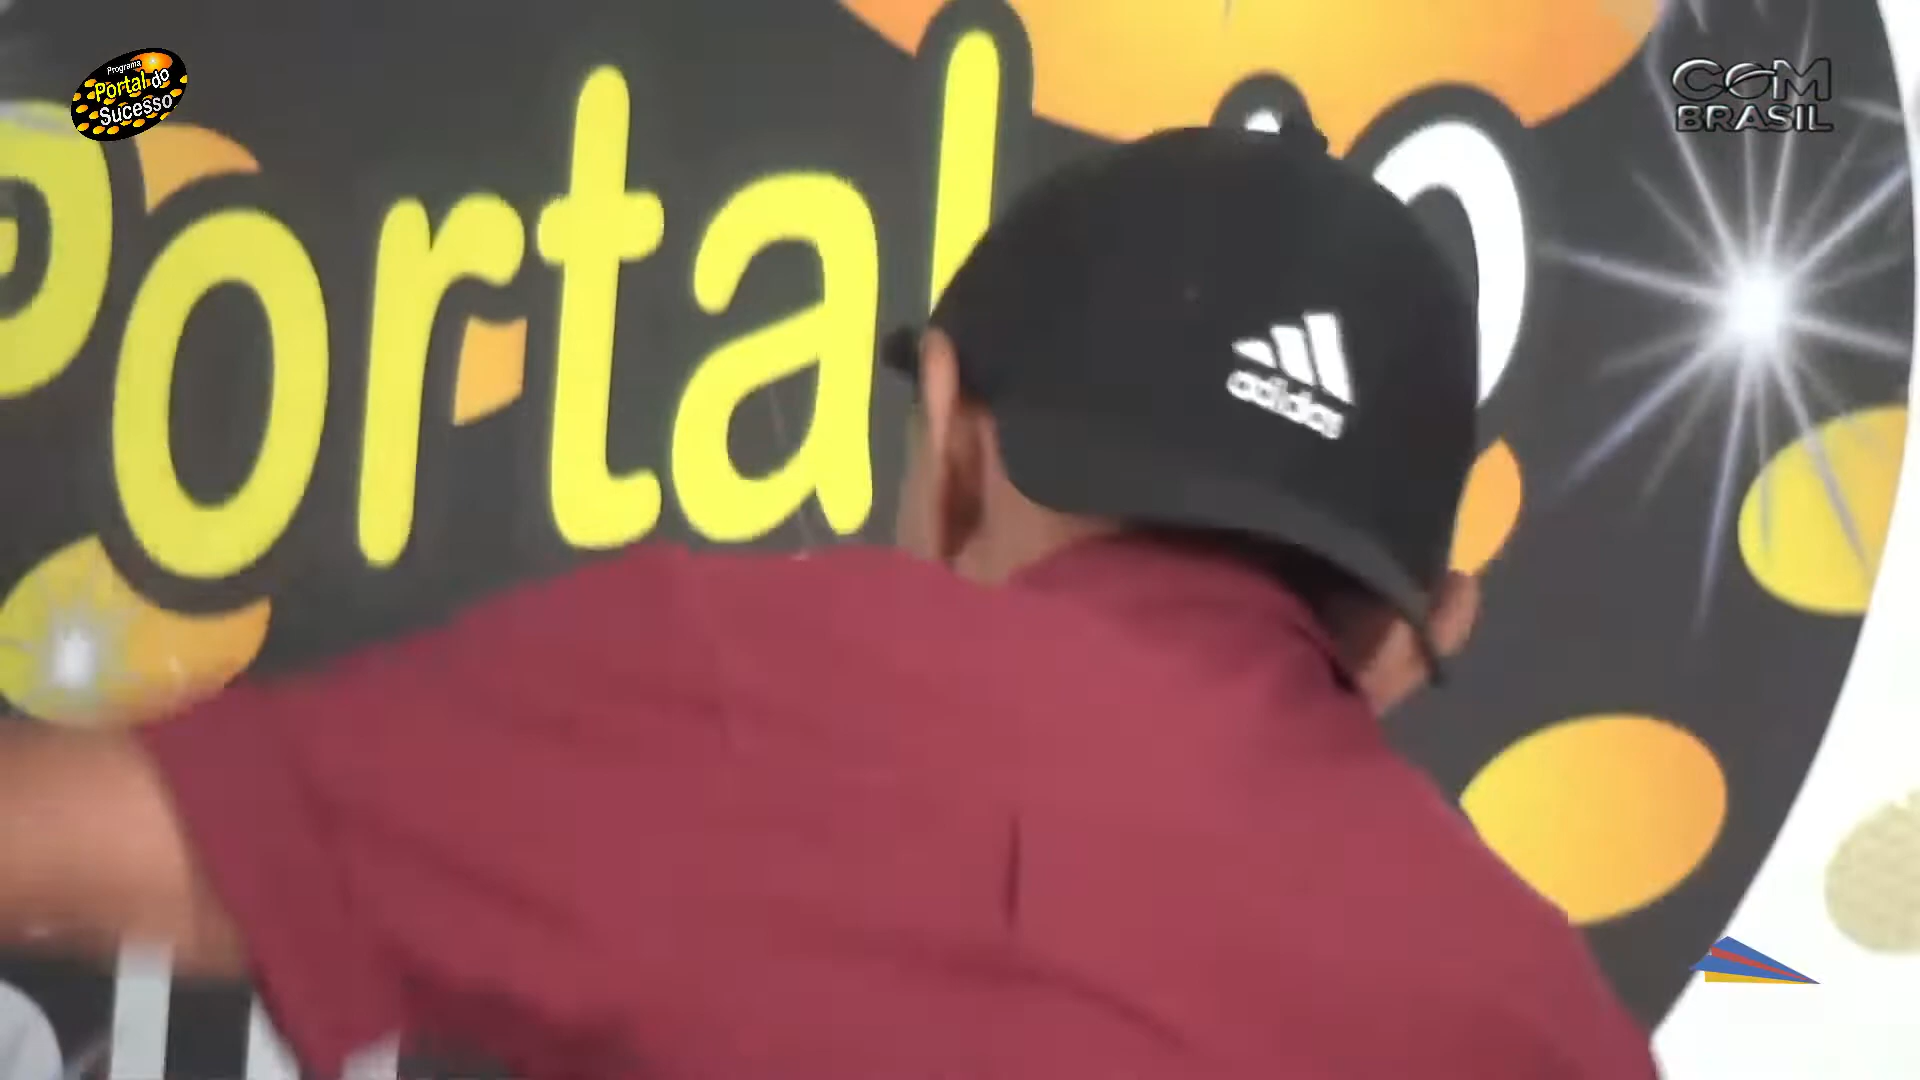 Programa
Portal do
Sucesso
COM
BRASIL
Portal
adidas